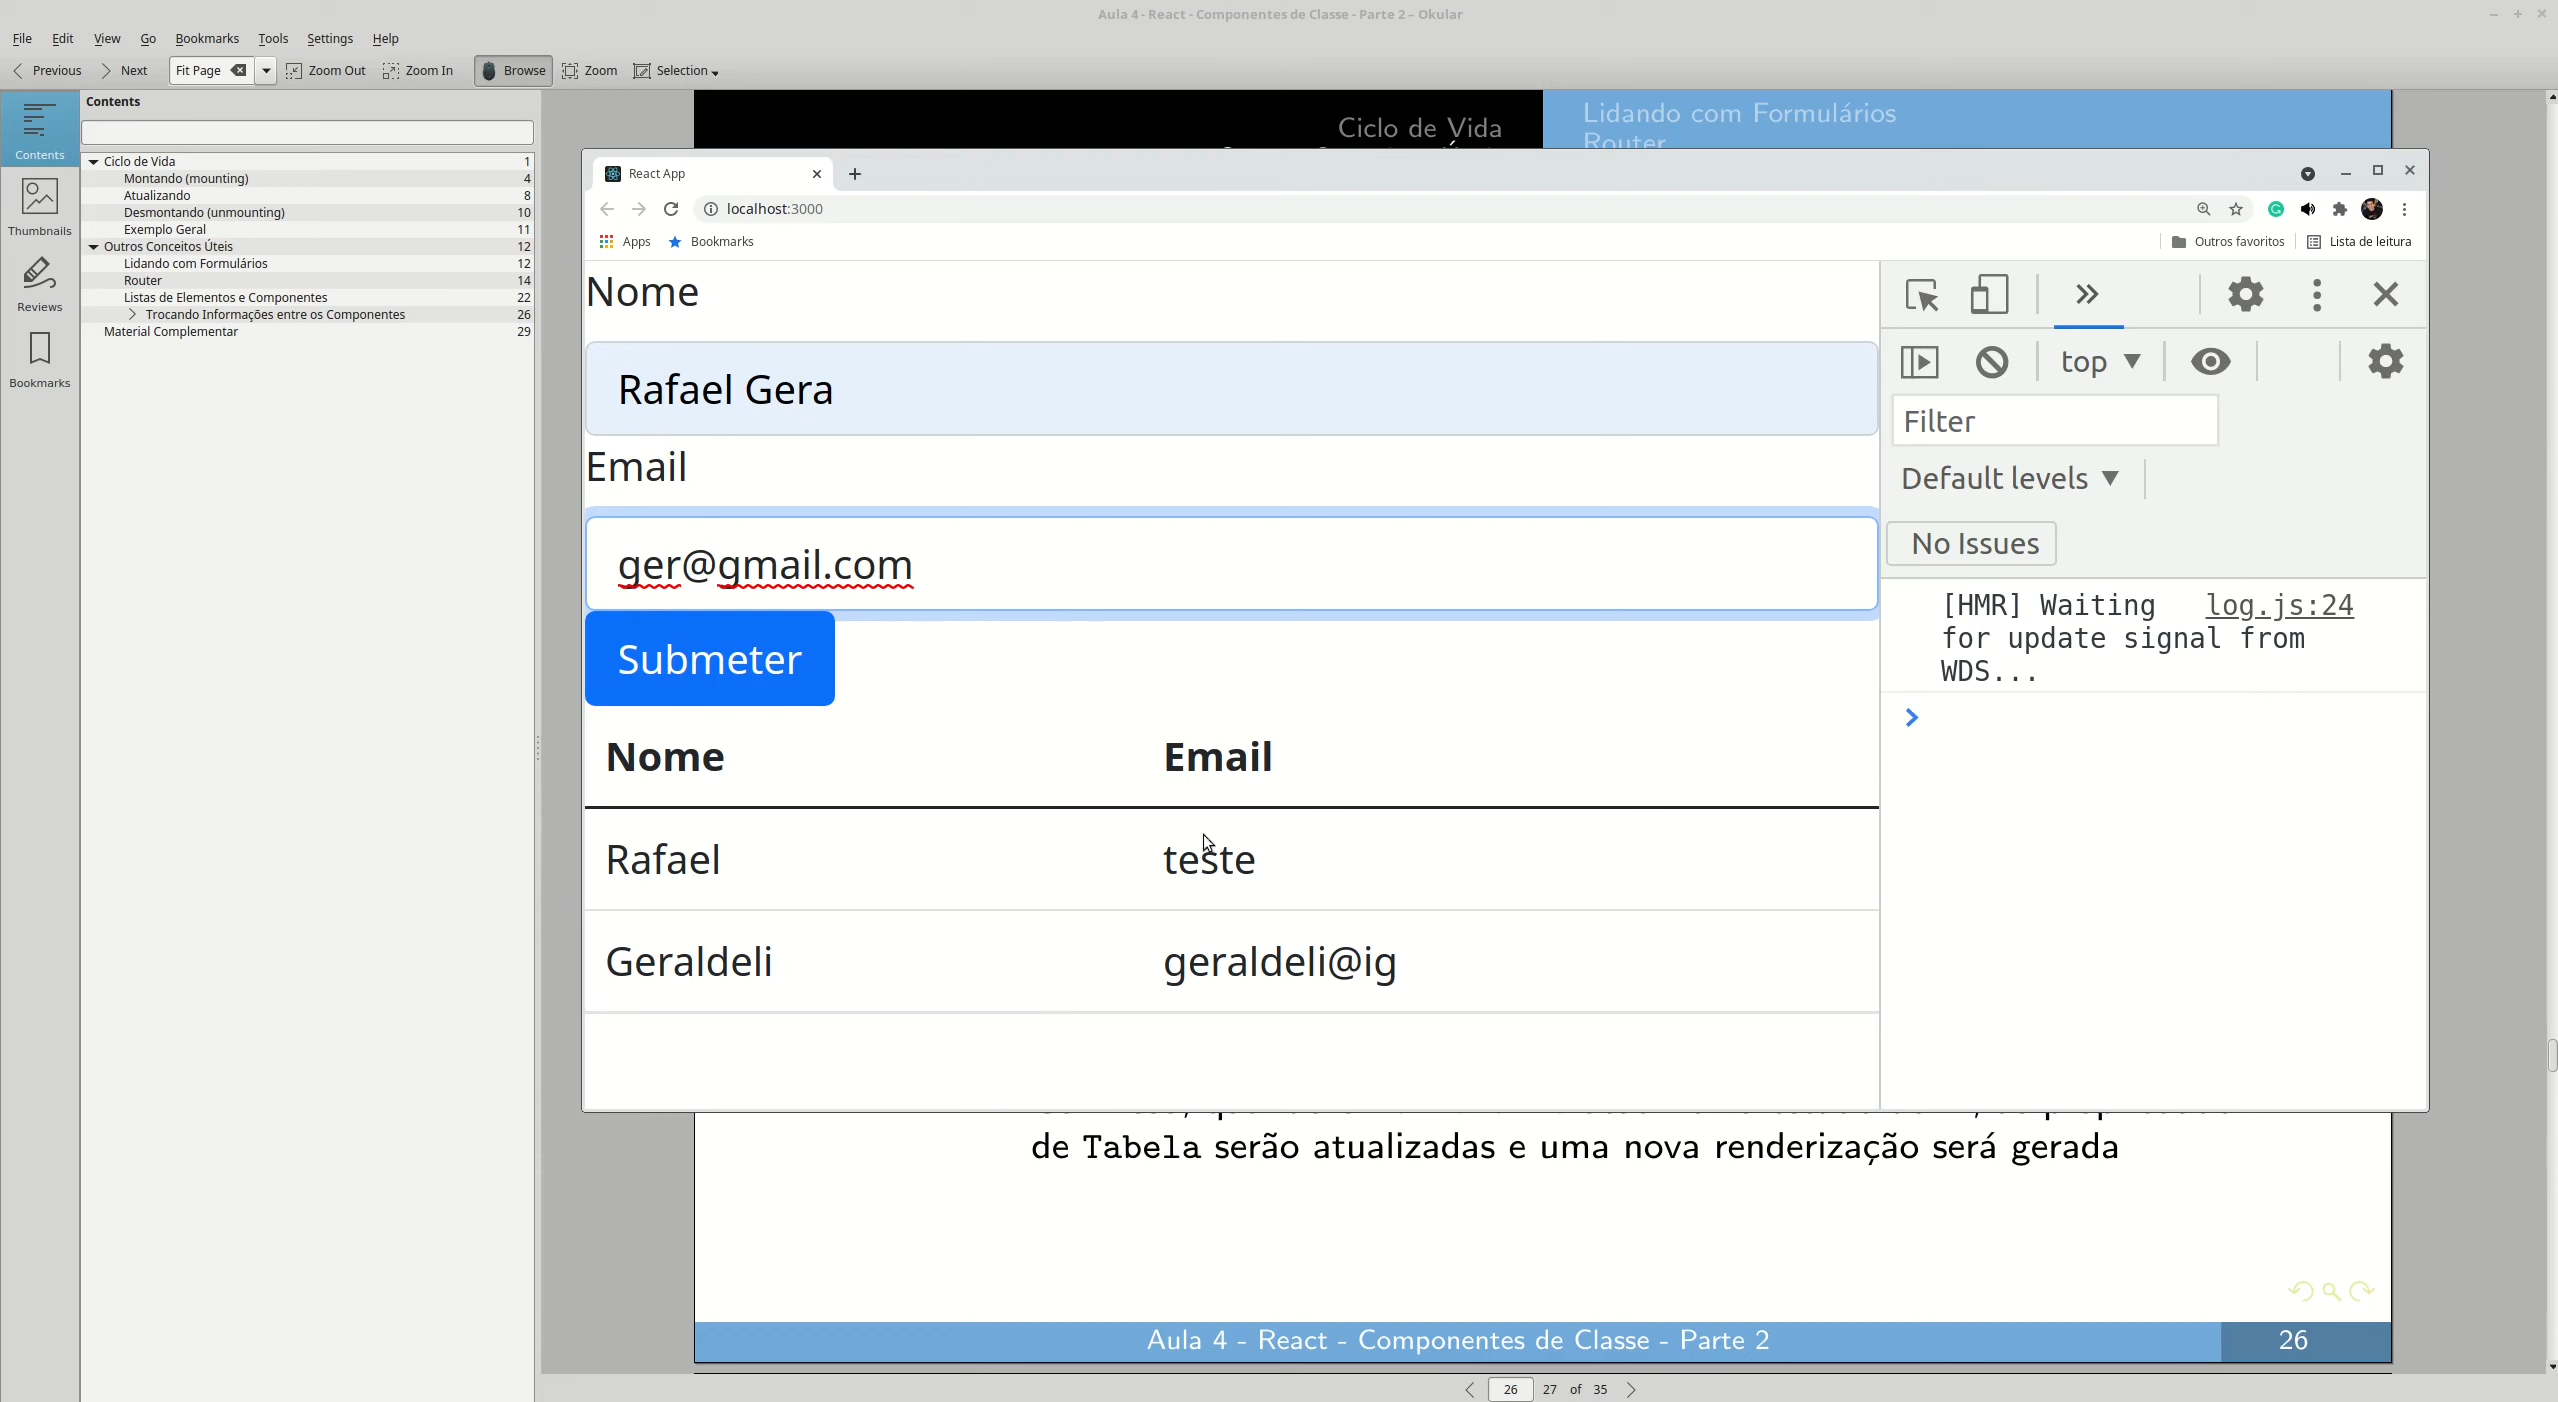 Aula 4 - React - Componentes de Classe - Parte 2 – Okular
File Edit View Go Bookmarks Tools Settings Help
Previous Next Fit Page Zoom Out Zoom In Browse Zoom Selection
Contents
Thumbnails
Reviews
Bookmarks
Contents
Ciclo de Vida 1
Montando (mounting) 4
Atualizando 8
Desmontando (unmounting) 10
Exemplo Geral 11
Outros Conceitos Úteis 12
Lidando com Formulários 12
Router 14
Listas de Elementos e Componentes 22
Trocando Informações entre os Componentes 26
Material Complementar 29
Ciclo de Vida
Lidando com Formulários
Router
React App
localhost:3000
Apps Bookmarks Outros favoritos Lista de leitura
Nome
Rafael Gera
Email
ger@gmail.com
Submeter
Nome Email
Rafael teste
Geraldeli geraldeli@ig
top
Filter
Default levels
No Issues
[HMR] Waiting log.js:24
for update signal from
WDS...
de Tabela serão atualizadas e uma nova renderização será gerada
Aula 4 - React - Componentes de Classe - Parte 2 26
26 27 of 35